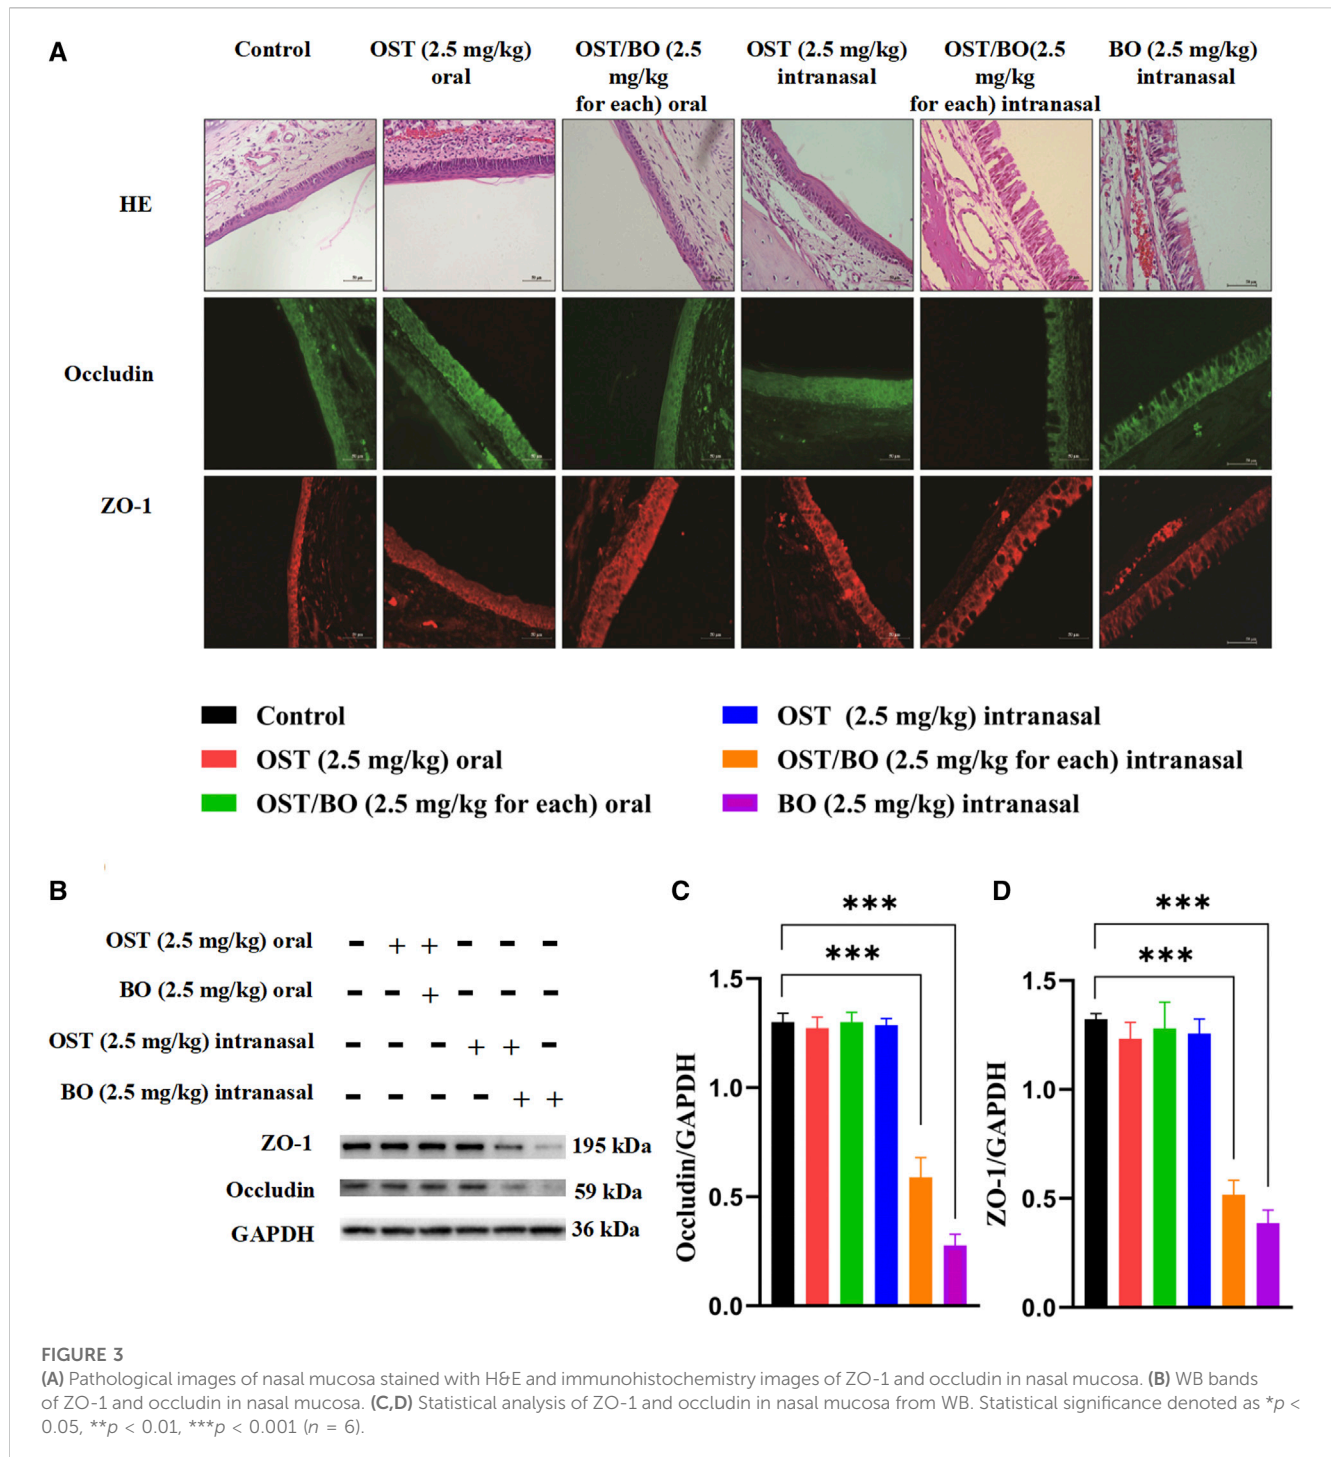 A
Control
OST (2.5 mg/kg)
oral
OST/BO (2.5
mg/kg
for each) oral
OST (2.5 mg/kg)
intranasal
OST/BO(2.5
mg/kg
for each) intranasal
BO (2.5 mg/kg)
intranasal
HE
Occludin
ZO-1
Control
OST (2.5 mg/kg) oral
OST/BO (2.5 mg/kg for each) oral
OST (2.5 mg/kg) intranasal
OST/BO (2.5 mg/kg for each) intranasal
BO (2.5 mg/kg) intranasal
B
OST (2.5 mg/kg) oral - + + - - -
BO (2.5 mg/kg) oral - - + - - -
OST (2.5 mg/kg) intranasal - - - + + -
BO (2.5 mg/kg) intranasal - - - - + +
ZO-1 195 kDa
Occludin 59 kDa
GAPDH 36 kDa
C
***
***
Occludin/GAPDH
1.5
1.0
0.5
0.0
D
***
***
ZO-1/GAPDH
1.5
1.0
0.5
0.0
FIGURE 3
(A) Pathological images of nasal mucosa stained with H&E and immunohistochemistry images of ZO-1 and occludin in nasal mucosa. (B) WB bands
of ZO-1 and occludin in nasal mucosa. (C,D) Statistical analysis of ZO-1 and occludin in nasal mucosa from WB. Statistical significance denoted as *p <
0.05, **p < 0.01, ***p < 0.001 (n = 6).